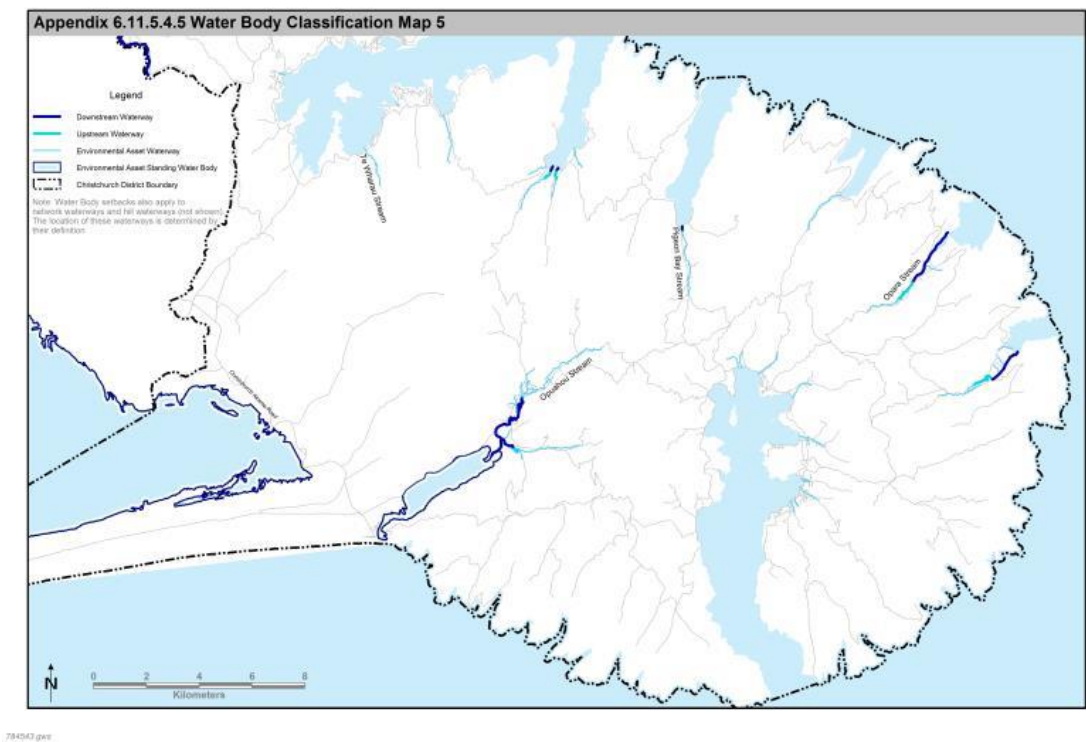 Appendix 6.11.5.4.5 Water Body Classification Map 5
Legend
Downstream Waterway
Upstream Waterway
Environmental Asset Waterway
Environmental Asset Standing Water Body
Christchurch District Boundary
Note: Water Body setbacks also apply to
network waterways and hill waterways (not shown).
The location of these waterways is determined by
their definition
Te Wharau Stream
Pigeon Bay Stream
Opara Stream
Opuahou Stream
Christchurch Akaroa Road
N
0 2 4 6 8
Kilometers